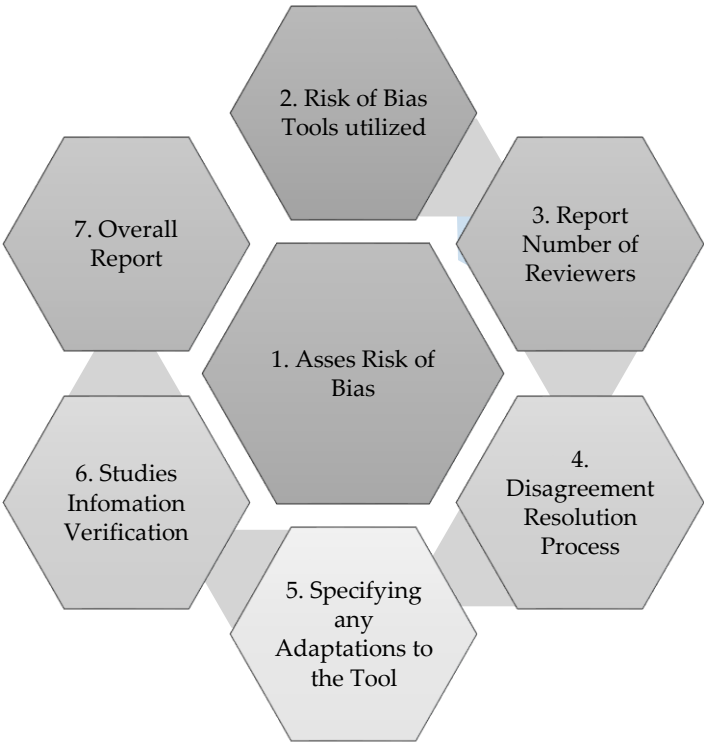 1. Asses Risk of
Bias
2. Risk of Bias
Tools utilized
3. Report
Number of
Reviewers
4.
Disagreement
Resolution
Process
5. Specifying
any
Adaptations to
the Tool
6. Studies
Infomation
Verification
7. Overall
Report